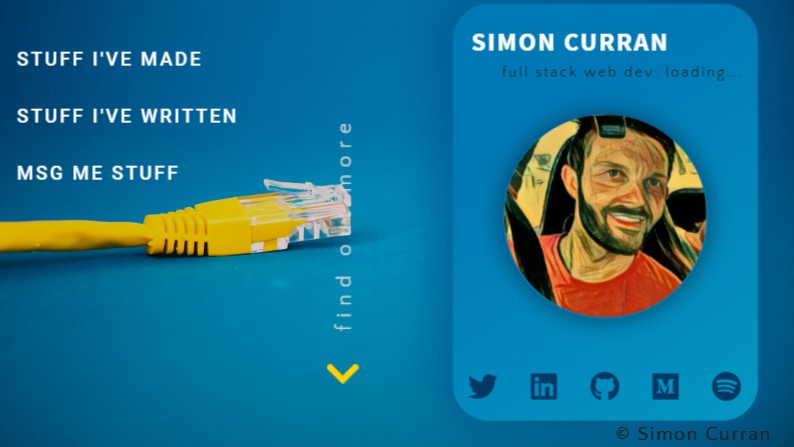 STUFF I'VE MADE
STUFF I'VE WRITTEN
MSG ME STUFF
find o more
SIMON CURRAN
full stack web dev: loading...
© Simon Curran